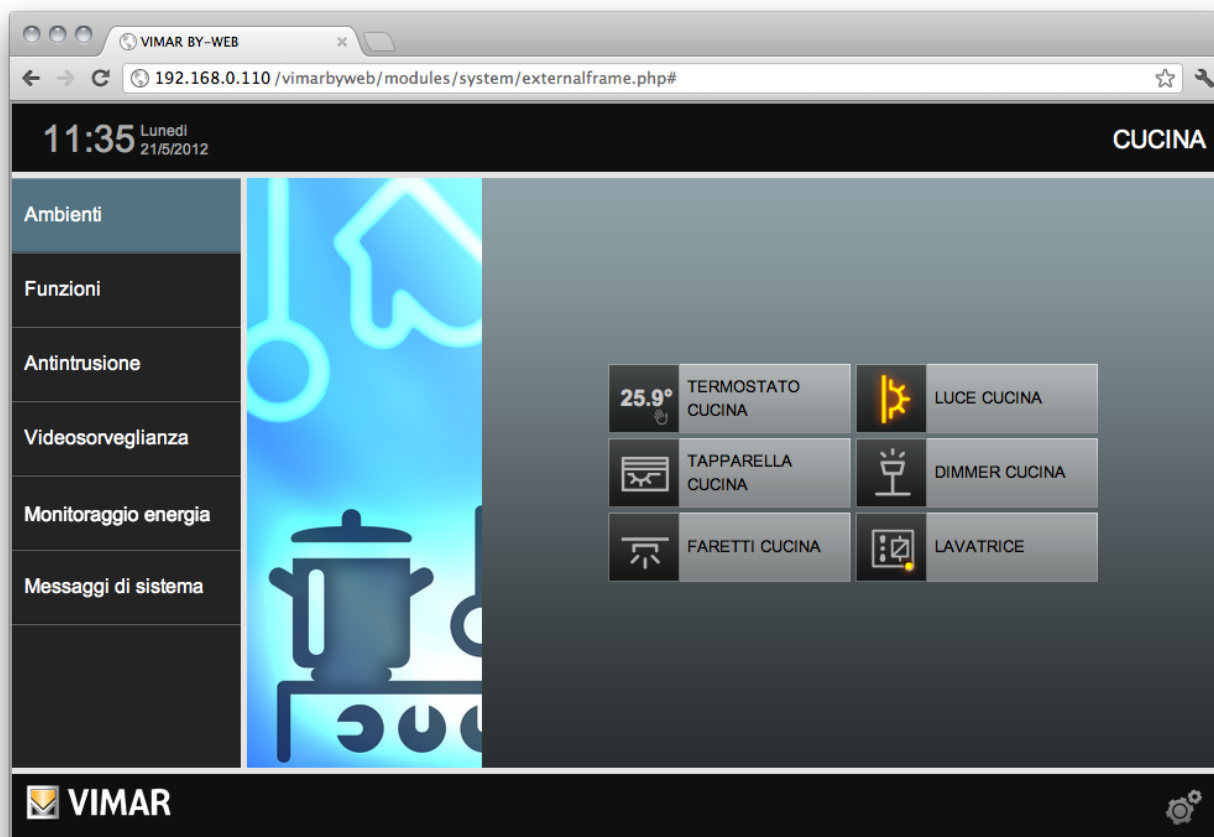 VIMAR BY-WEB
192.168.0.110/vimarbyweb/modules/system/externalframe.php#
11:35 Lunedì
21/5/2012
CUCINA
Ambienti
Funzioni
Antintrusione
Videosorveglianza
Monitoraggio energia
Messaggi di sistema
25.9°
TERMOSTATO
CUCINA
LUCE CUCINA
TAPPARELLA
CUCINA
DIMMER CUCINA
FARETTI CUCINA
LAVATRICE
VIMAR